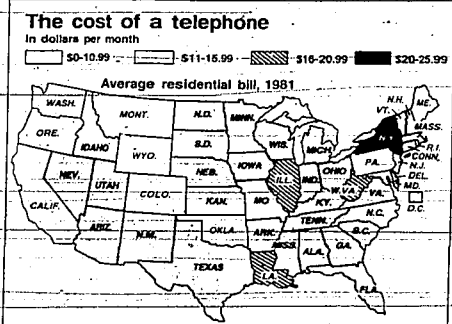 The cost of a telephone
In dollars per month
$0-10.99 $11-15.99 $16-20.99 $20-25.99
Average residential bill, 1981
WASH.
MONT.
N.D.
MINN.
N.H.
VT.
ME.
ORE.
IDAHO
WYO.
S.D.
WIS.
MICH.
MASS.
R.I.
CONN.
N.J.
DEL.
MD.
D.C.
NEV.
UTAH
COLO.
NEB.
IOWA
ILL.
IND.
OHIO
PA.
W.VA.
VA.
CALIF.
ARIZ.
N.M.
KAN.
MO.
KY.
N.C.
TENN.
OKLA.
ARK.
S.C.
MISS.
ALA.
GA.
TEXAS
LA.
FLA.